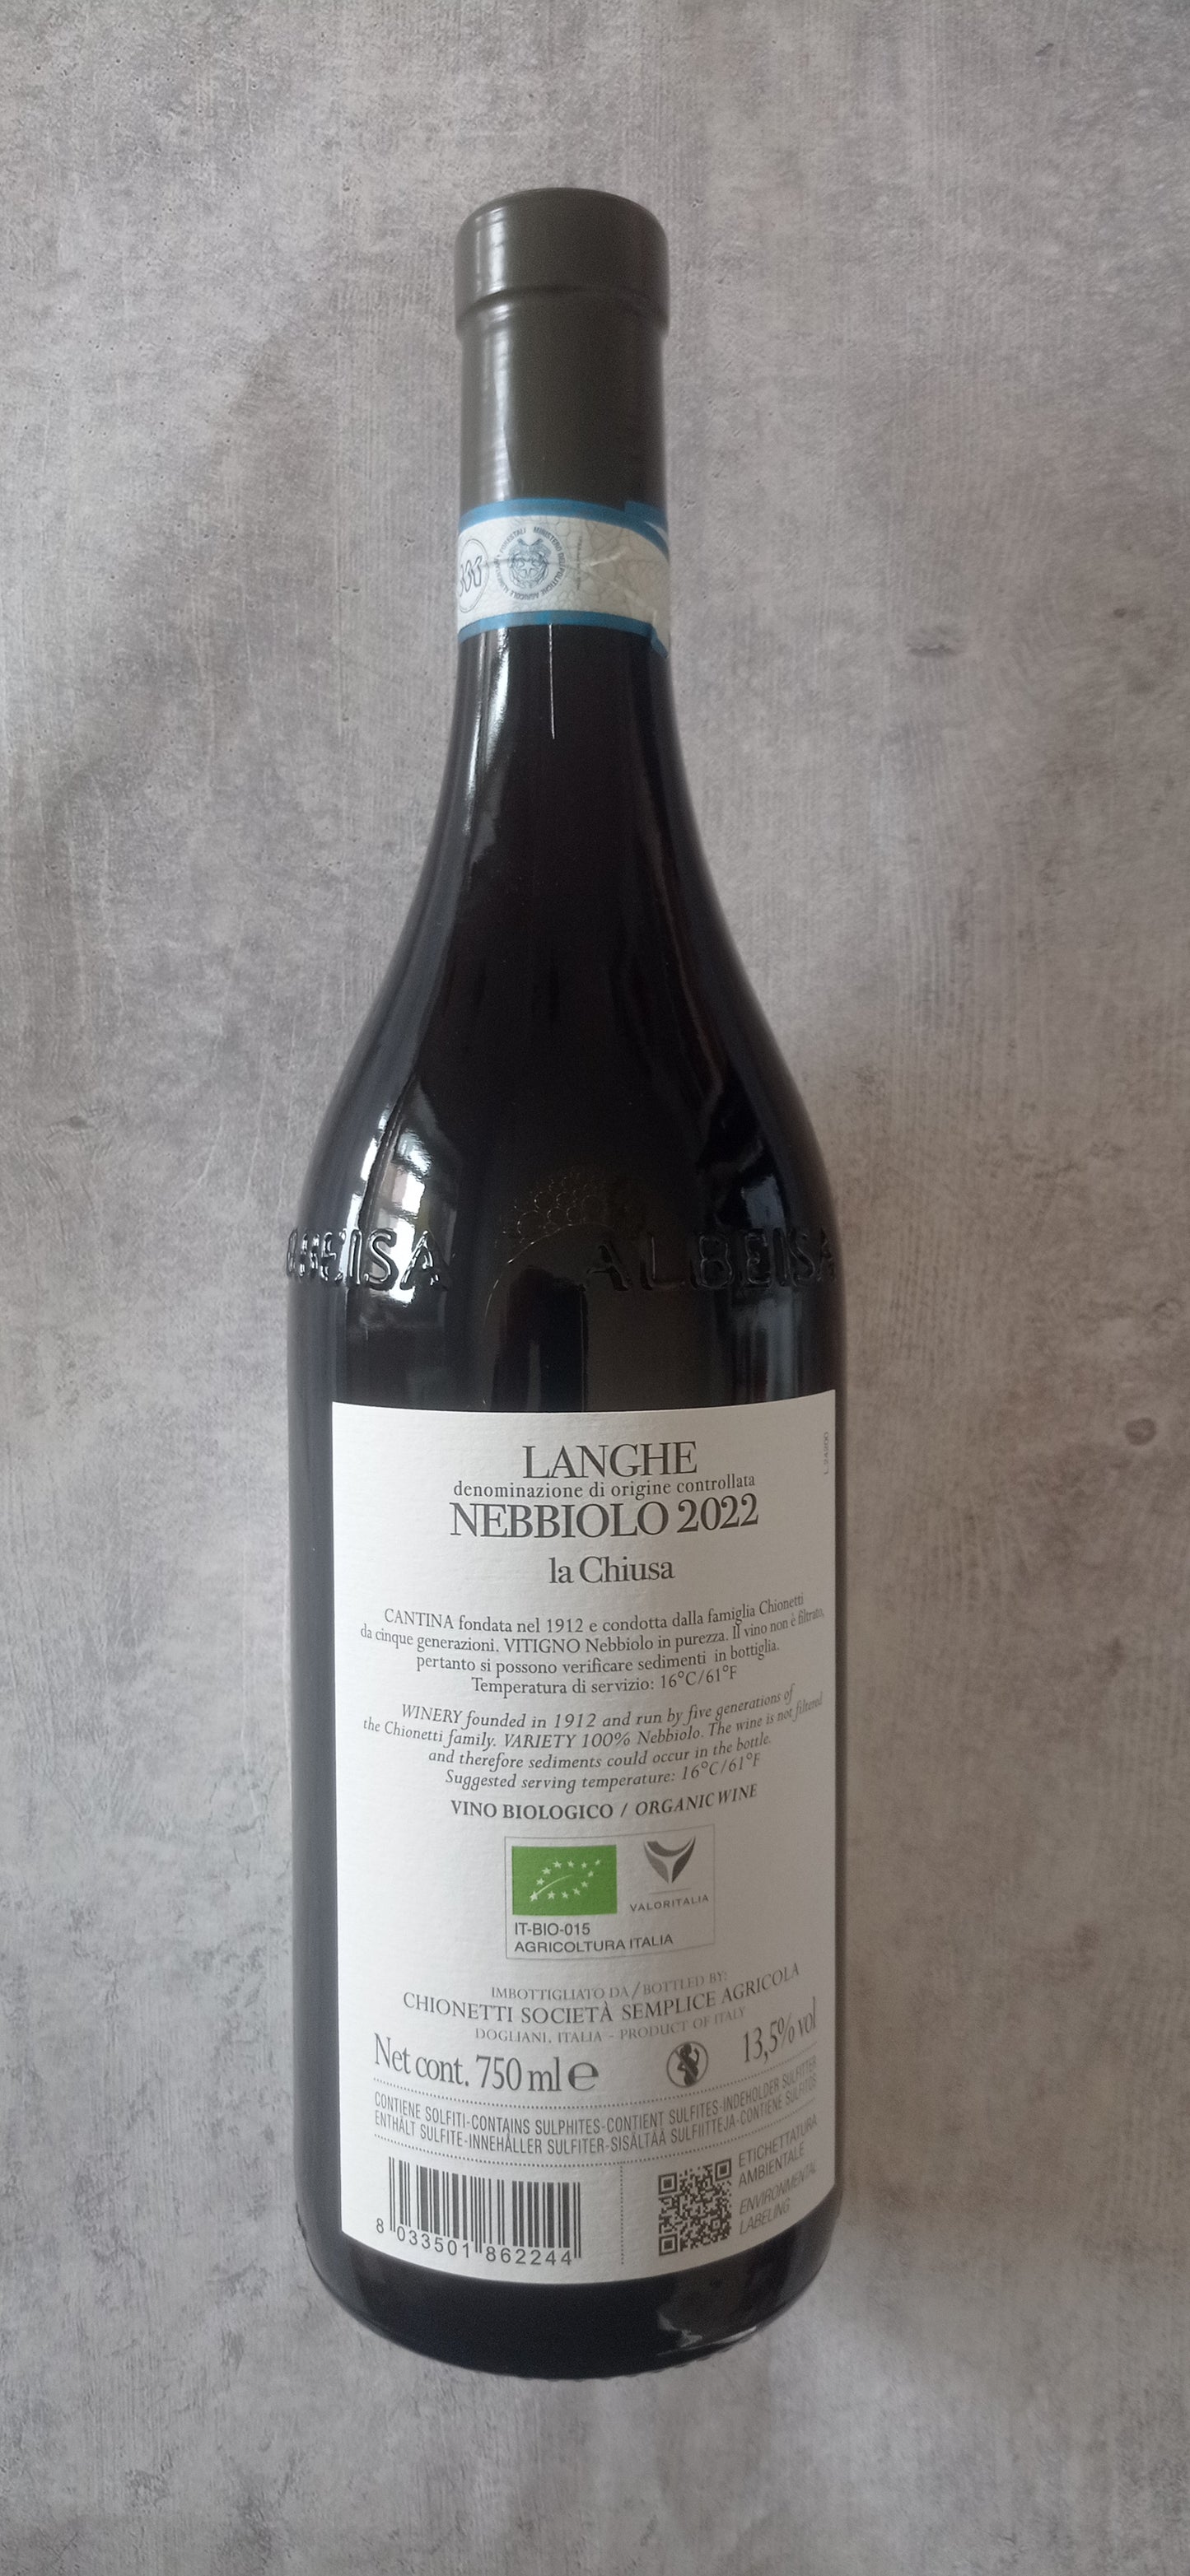 MINISTERO DELLE POLITICHE AGRICOLE
FORESTALI
BEISA ALBEISA
LANGHE
denominazione di origine controllata
NEBBIOLO 2022
la Chiusa
CANTINA fondata nel 1912 e condotta dalla famiglia Chionetti
da cinque generazioni. VITIGNO Nebbiolo in purezza. Il vino non è filtrato,
pertanto si possono verificare sedimenti in bottiglia.
Temperatura di servizio: 16°C/61°F
WINERY founded in 1912 and run by five generations of
the Chionetti family. VARIETY 100% Nebbiolo. The wine is not filtered
and therefore sediments could occur in the bottle.
Suggested serving temperature: 16°C/61°F
VINO BIOLOGICO / ORGANIC WINE
VALORITALIA
IT-BIO-015
AGRICOLTURA ITALIA
IMBOTTIGLIATO DA/BOTTLED BY:
CHIONETTI SOCIETÀ SEMPLICE AGRICOLA
DOGLIANI, ITALIA - PRODUCT OF ITALY
Net cont. 750 ml e 13,5% vol
CONTIENE SOLFITI-CONTAINS SULPHITES-CONTIENT SULFITES-INDEHOLDER SULFITTER
ENTHÄLT SULFITE-INNEHÅLLER SULFITER-SISÄLTÄÄ SULFIITTEJA-CONTIENE SULFITOS
ETICHETTATURA
AMBIENTALE
ENVIRONMENTAL
LABELING
8 033501 862244